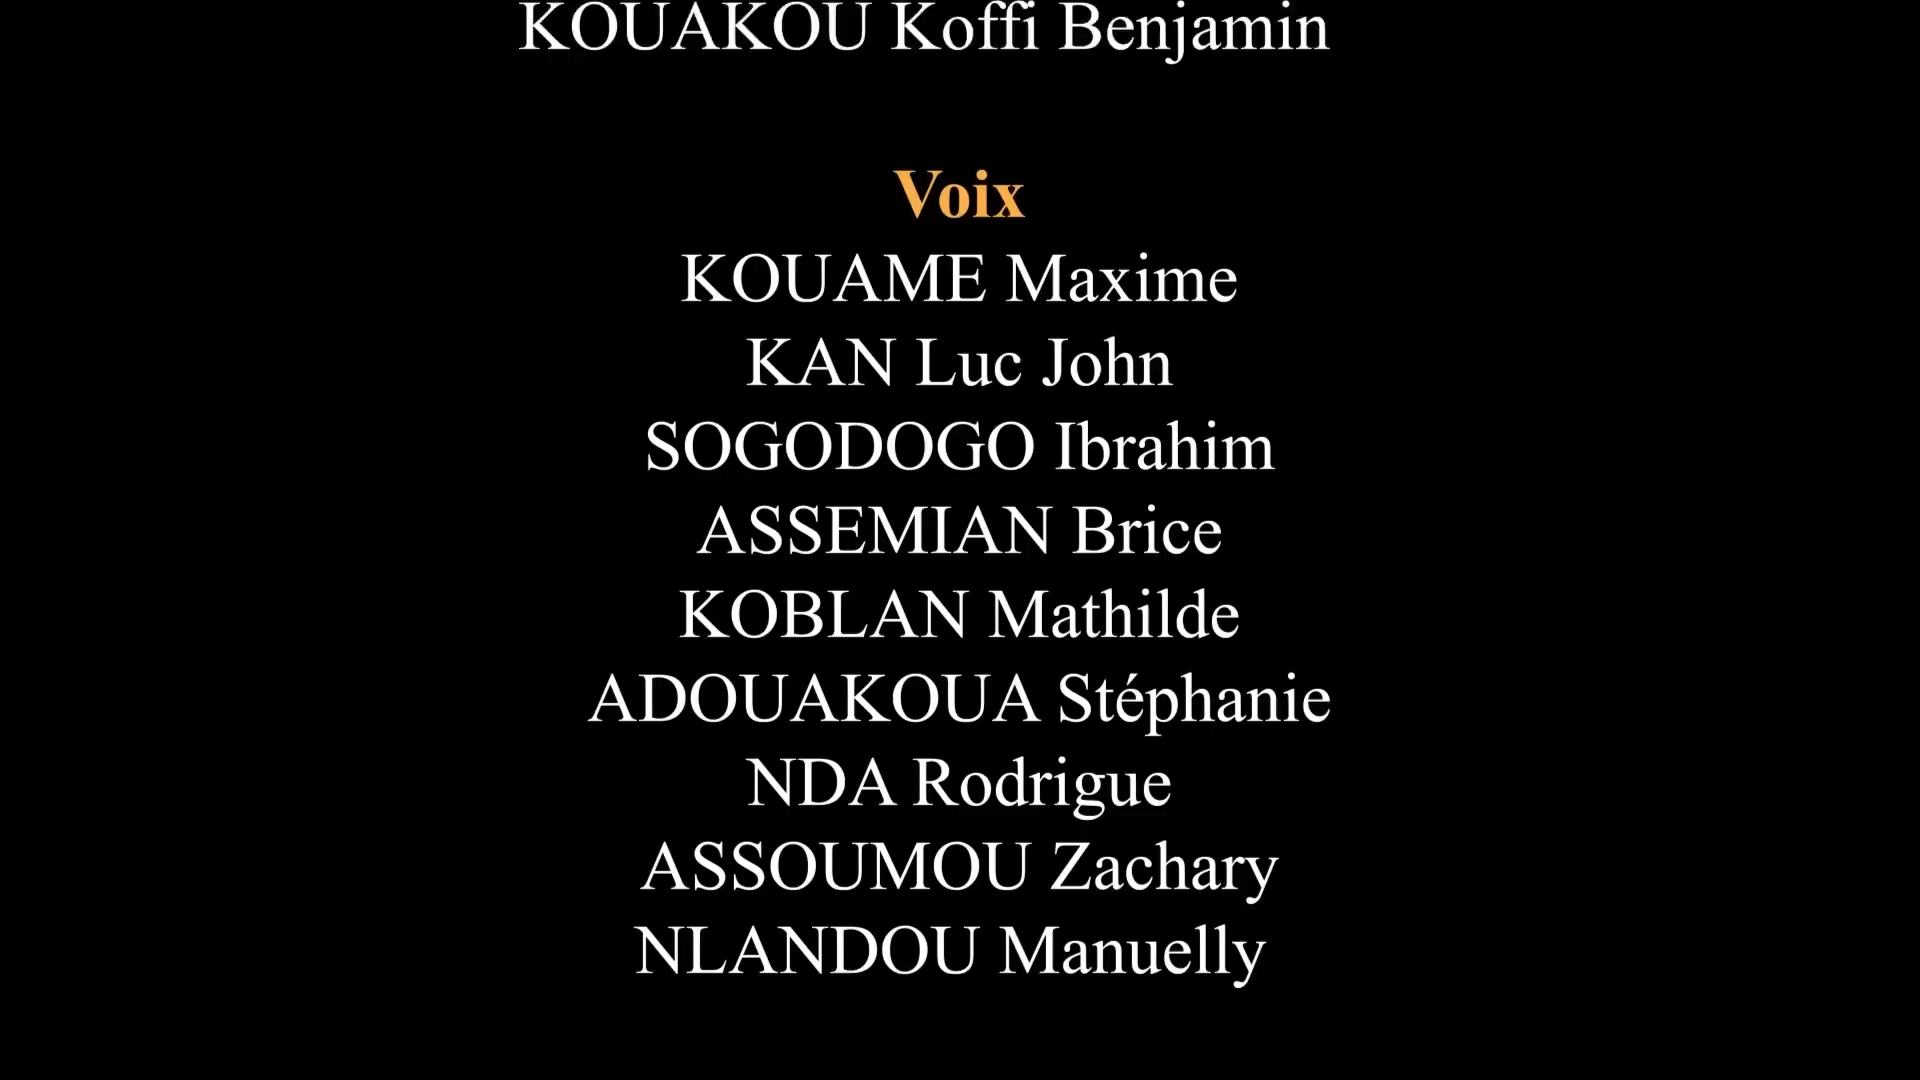 KOUAKOU Koffi Benjamin
Voix
KOUAME Maxime
KAN Luc John
SOGODOGO Ibrahim
ASSEMIAN Brice
KOBLAN Mathilde
ADOUAKOUA Stéphanie
NDA Rodrigue
ASSOUMOU Zachary
NLANDOU Manuelly